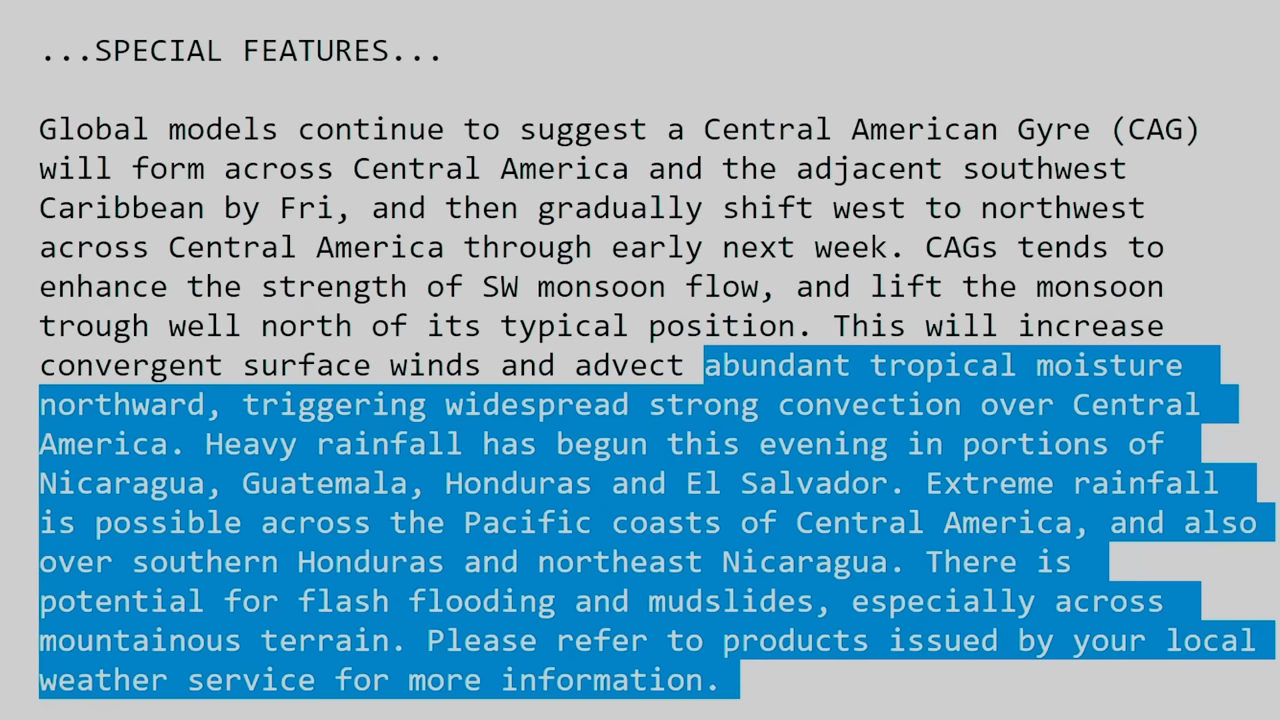 ...SPECIAL FEATURES...
Global models continue to suggest a Central American Gyre (CAG)
will form across Central America and the adjacent southwest
Caribbean by Fri, and then gradually shift west to northwest
across Central America through early next week. CAGs tends to
enhance the strength of SW monsoon flow, and lift the monsoon
trough well north of its typical position. This will increase
convergent surface winds and advect abundant tropical moisture
northward, triggering widespread strong convection over Central
America. Heavy rainfall has begun this evening in portions of
Nicaragua, Guatemala, Honduras and El Salvador. Extreme rainfall
is possible across the Pacific coasts of Central America, and also
over southern Honduras and northeast Nicaragua. There is
potential for flash flooding and mudslides, especially across
mountainous terrain. Please refer to products issued by your local
weather service for more information.